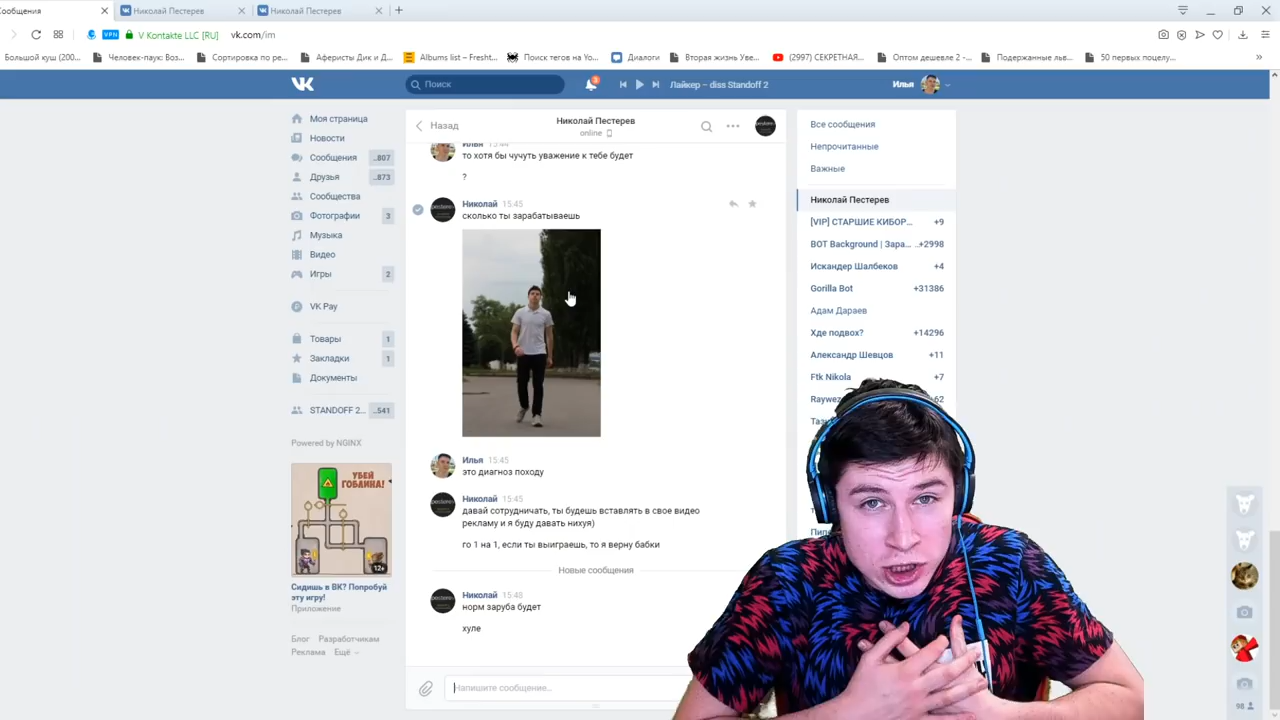 Сообщения
Николай Пестерев
Николай Пестерев
V Kontakte LLC [RU]
vk.com/im
VPN
Большой куш (200...
Человек-паук: Воз...
Сортировка по ре...
Аферисты Дик и Д...
Albums list – Fresht...
Поиск тегов на Yo...
Диалоги
Вторая жизнь Уве...
(2997) СЕКРЕТНАЯ...
Оптом дешевле 2 -...
Подержанные льв...
50 первых поцелу...
Поиск
Лайкер – diss Standoff 2
Илья
Моя страница
Новости
Сообщения ..807
Друзья ..873
Сообщества
Фотографии 3
Музыка
Видео
Игры 2
VK Pay
Товары 1
Закладки 1
Документы
STANDOFF 2... ..541
Powered by NGINX
УБЕЙ
ГОБЛИНА!
12+
Сидишь в ВК? Попробуй
эту игру!
Приложение
Блог Разработчикам
Реклама Ещё
Назад
Николай Пестерев
online
Илья 15:44
то хотя бы чучуть уважение к тебе будет
?
Николай 15:45
сколько ты зарабатываешь
Илья 15:45
это диагноз походу
Николай 15:45
давай сотрудничать, ты будешь вставлять в свое видео
рекламу и я буду давать нихуя)
го 1 на 1, если ты выиграешь, то я верну бабки
Новые сообщения
Николай 15:48
норм заруба будет
хуле
Напишите сообщение...
Все сообщения
Непрочитанные
Важные
Николай Пестерев
[VIP] СТАРШИЕ КИБОР... +9
BOT Background | Зара... ..+2998
Искандер Шалбеков +4
Gorilla Bot +31386
Адам Дараев
Хде подвох? +14296
Александр Шевцов +11
Ftk Nikola +7
98